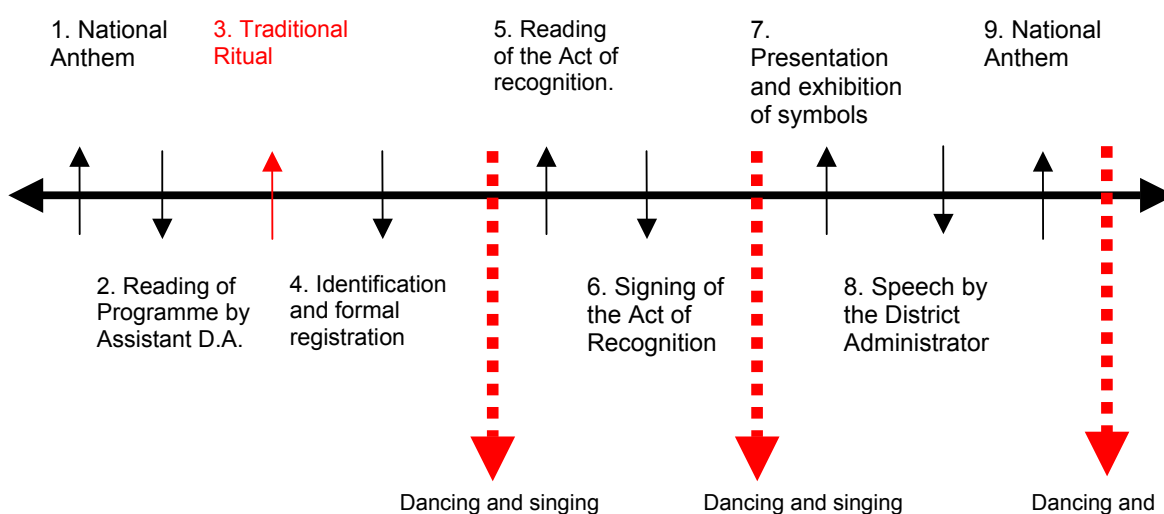 1. National
Anthem
3. Traditional
Ritual
5. Reading
of the Act of
recognition.
7.
Presentation
and exhibition
of symbols
9. National
Anthem
2. Reading of
Programme by
Assistant D.A.
4. Identification
and formal
registration
6. Signing of
the Act of
Recognition
8. Speech by
the District
Administrator
Dancing and singing
Dancing and singing
Dancing and